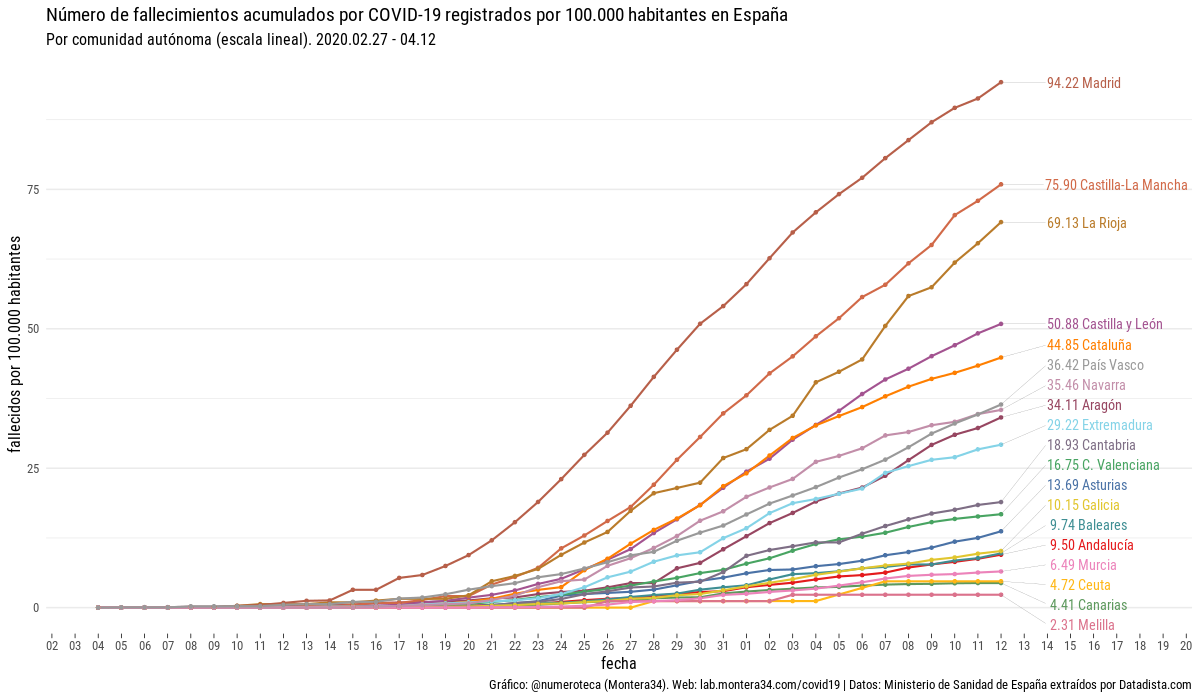 Número de fallecimientos acumulados por COVID-19 registrados por 100.000 habitantes en España
Por comunidad autónoma (escala lineal). 2020.02.27 - 04.12
fallecidos por 100.000 habitantes
75
50
25
0
94.22 Madrid
75.90 Castilla-La Mancha
69.13 La Rioja
50.88 Castilla y León
44.85 Cataluña
36.42 País Vasco
35.46 Navarra
34.11 Aragón
29.22 Extremadura
18.93 Cantabria
16.75 C. Valenciana
13.69 Asturias
10.15 Galicia
9.74 Baleares
9.50 Andalucía
6.49 Murcia
4.72 Ceuta
4.41 Canarias
2.31 Melilla
02 03 04 05 06 07 08 09 10 11 12 13 14 15 16 17 18 19 20 21 22 23 24 25 26 27 28 29 30 31 01 02 03 04 05 06 07 08 09 10 11 12 13 14 15 16 17 18 19 20
fecha
Gráfico: @numeroteca (Montera34). Web: lab.montera34.com/covid19 | Datos: Ministerio de Sanidad de España extraídos por Datadista.com